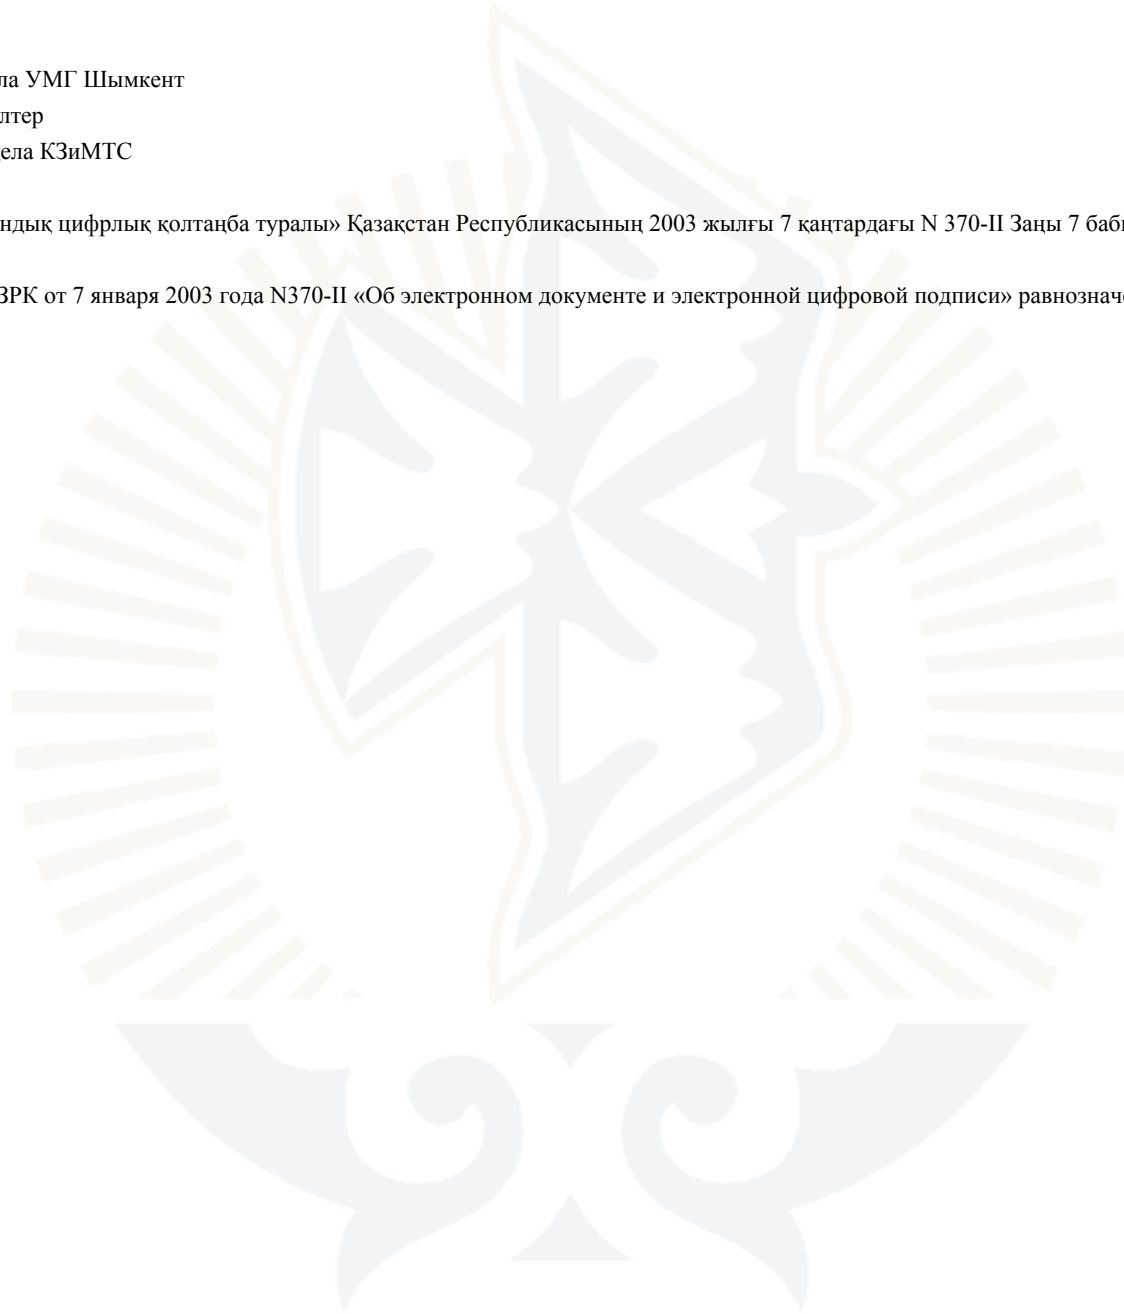 ла УМГ Шымкент
лтер
ела КЗиМТС
ндық цифрлық қолтаңба туралы» Қазақстан Республикасының 2003 жылғы 7 қаңтардағы N 370-II Заңы 7 баб
ЗРК от 7 января 2003 года N370-II «Об электронном документе и электронной цифровой подписи» равнознач